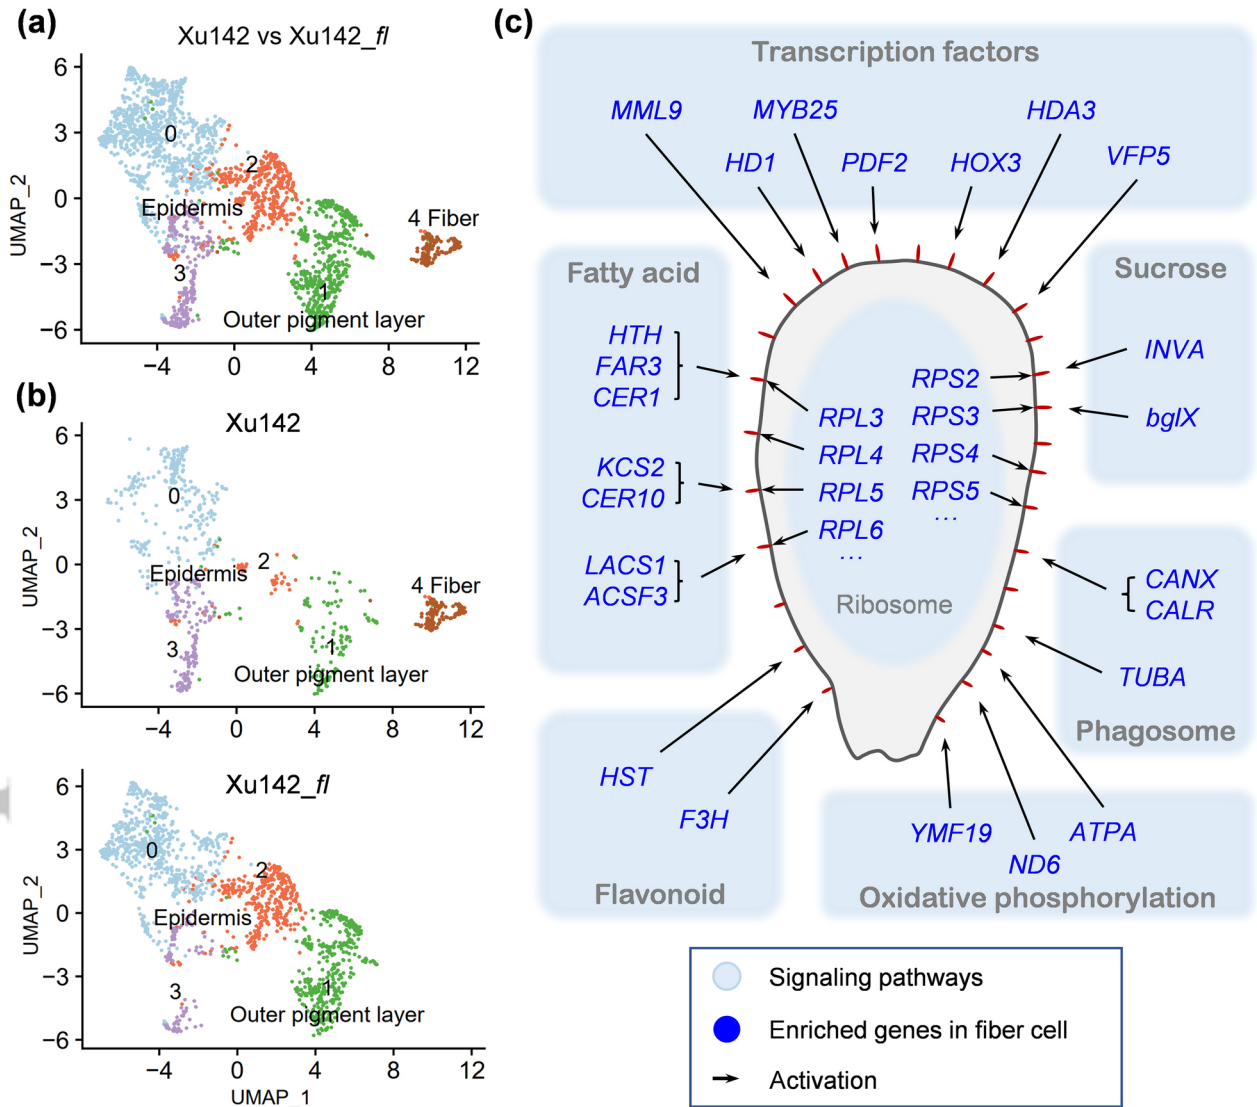 (a)
Xu142 vs Xu142_fl
6
3
0
−3
−6
UMAP_2
0
2
Epidermis
3
1
4 Fiber
Outer pigment layer
−4
0
4
8
12
(b)
Xu142
6
3
0
−3
−6
UMAP_2
0
2
Epidermis
3
1
4 Fiber
Outer pigment layer
−4
0
4
8
12
Xu142_fl
6
3
0
−3
−6
UMAP_2
0
2
Epidermis
3
1
Outer pigment layer
−4
0
4
8
12
UMAP_1
(c)
Transcription factors
MML9
MYB25
HDA3
HD1
PDF2
HOX3
VFP5
Fatty acid
HTH
FAR3
CER1
KCS2
CER10
LACS1
ACSF3
RPL3
RPL4
RPL5
RPL6
...
RPS2
RPS3
RPS4
RPS5
...
Ribosome
Sucrose
INVA
bglX
CANX
CALR
TUBA
Phagosome
HST
F3H
Flavonoid
YMF19
ND6
ATPA
Oxidative phosphorylation
Signaling pathways
Enriched genes in fiber cell
Activation